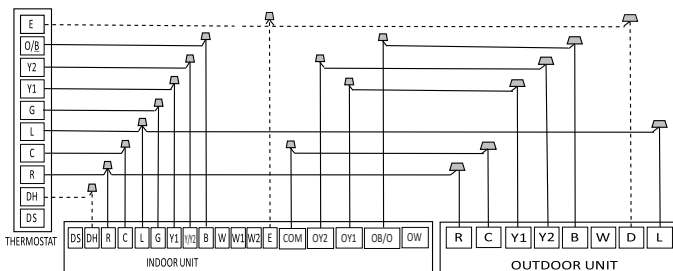 E
O/B
Y2
Y1
G
L
C
R
DH
DS
THERMOSTAT
DS DH R C L G Y1 Y/Y2 B W W1 W2 E COM OY2 OY1 OB/O OW
INDOOR UNIT
R C Y1 Y2 B W D L
OUTDOOR UNIT